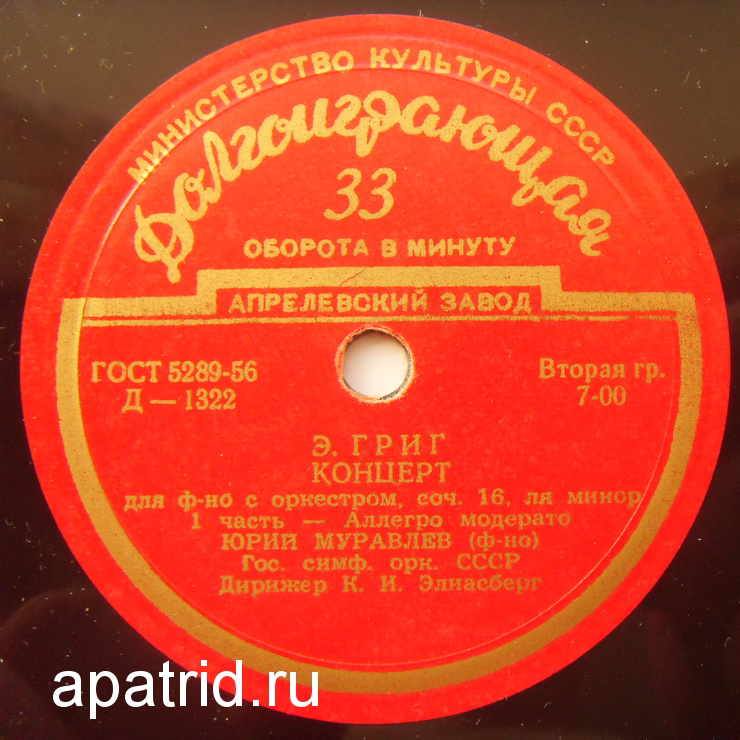 МИНИСТЕРСТВО КУЛЬТУРЫ СССР
Долгоиграющая
33
ОБОРОТА В МИНУТУ
АПРЕЛЕВСКИЙ ЗАВОД
ГОСТ 5289-56
Д — 1322
Вторая гр.
7-00
Э. ГРИГ
КОНЦЕРТ
для ф-но с оркестром, соч. 16, ля минор
1 часть — Аллегро модерато
ЮРИЙ МУРАВЛЕВ (ф-но)
Гос. симф. орк. СССР
Дирижер К. И. Элиасберг
apatrid.ru